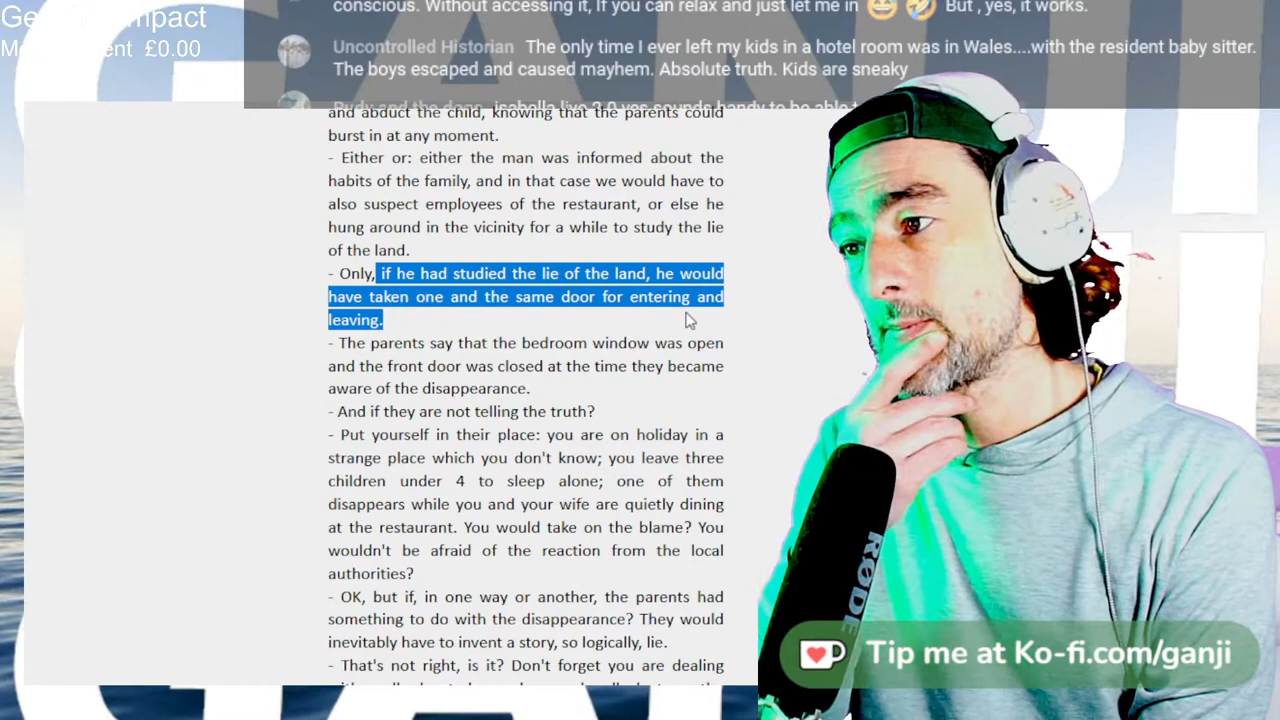 conscious. Without accessing it, If you can relax and just let me in 😆 🤣 But , yes, it works.
Uncontrolled Historian The only time I ever left my kids in a hotel room was in Wales....with the resident baby sitter.
The boys escaped and caused mayhem. Absolute truth. Kids are sneaky
£0.00
and abduct the child, knowing that the parents could
burst in at any moment.
- Either or: either the man was informed about the
habits of the family, and in that case we would have to
also suspect employees of the restaurant, or else he
hung around in the vicinity for a while to study the lie
of the land.
- Only, if he had studied the lie of the land, he would
have taken one and the same door for entering and
leaving.
- The parents say that the bedroom window was open
and the front door was closed at the time they became
aware of the disappearance.
- And if they are not telling the truth?
- Put yourself in their place: you are on holiday in a
strange place which you don't know; you leave three
children under 4 to sleep alone; one of them
disappears while you and your wife are quietly dining
at the restaurant. You would take on the blame? You
wouldn't be afraid of the reaction from the local
authorities?
- OK, but if, in one way or another, the parents had
something to do with the disappearance? They would
inevitably have to invent a story, so logically, lie.
- That's not right, is it? Don't forget you are dealing
RØDE
Tip me at Ko-fi.com/ganji